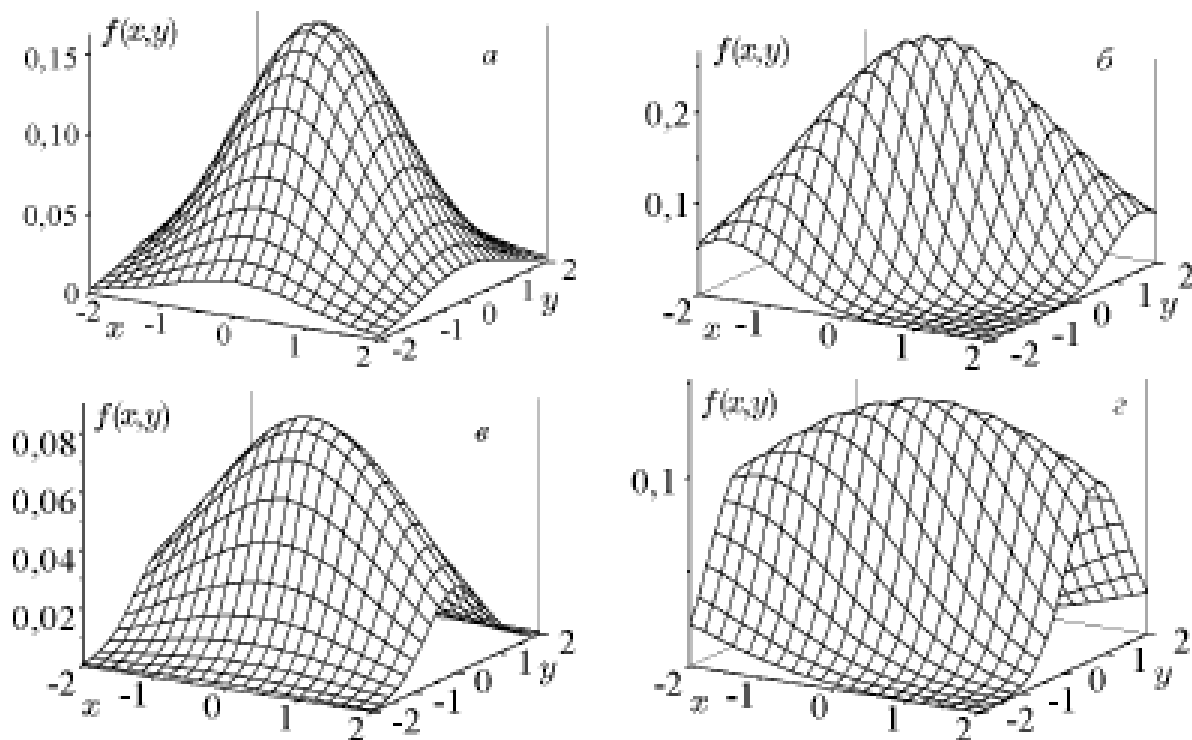 f(x,y) а
0,15
0,10
0,05
0
-2 x -1 0 1 2
-2 -1 0 1 y 2
f(x,y) б
0,2
0,1
-2 x -1 0 1 2
-2 -1 0 1 y 2
f(x,y) в
0,08
0,06
0,04
0,02
-2 x -1 0 1 2
-2 -1 0 1 y 2
f(x,y) г
0,1
-2 x -1 0 1 2
-2 -1 0 1 y 2